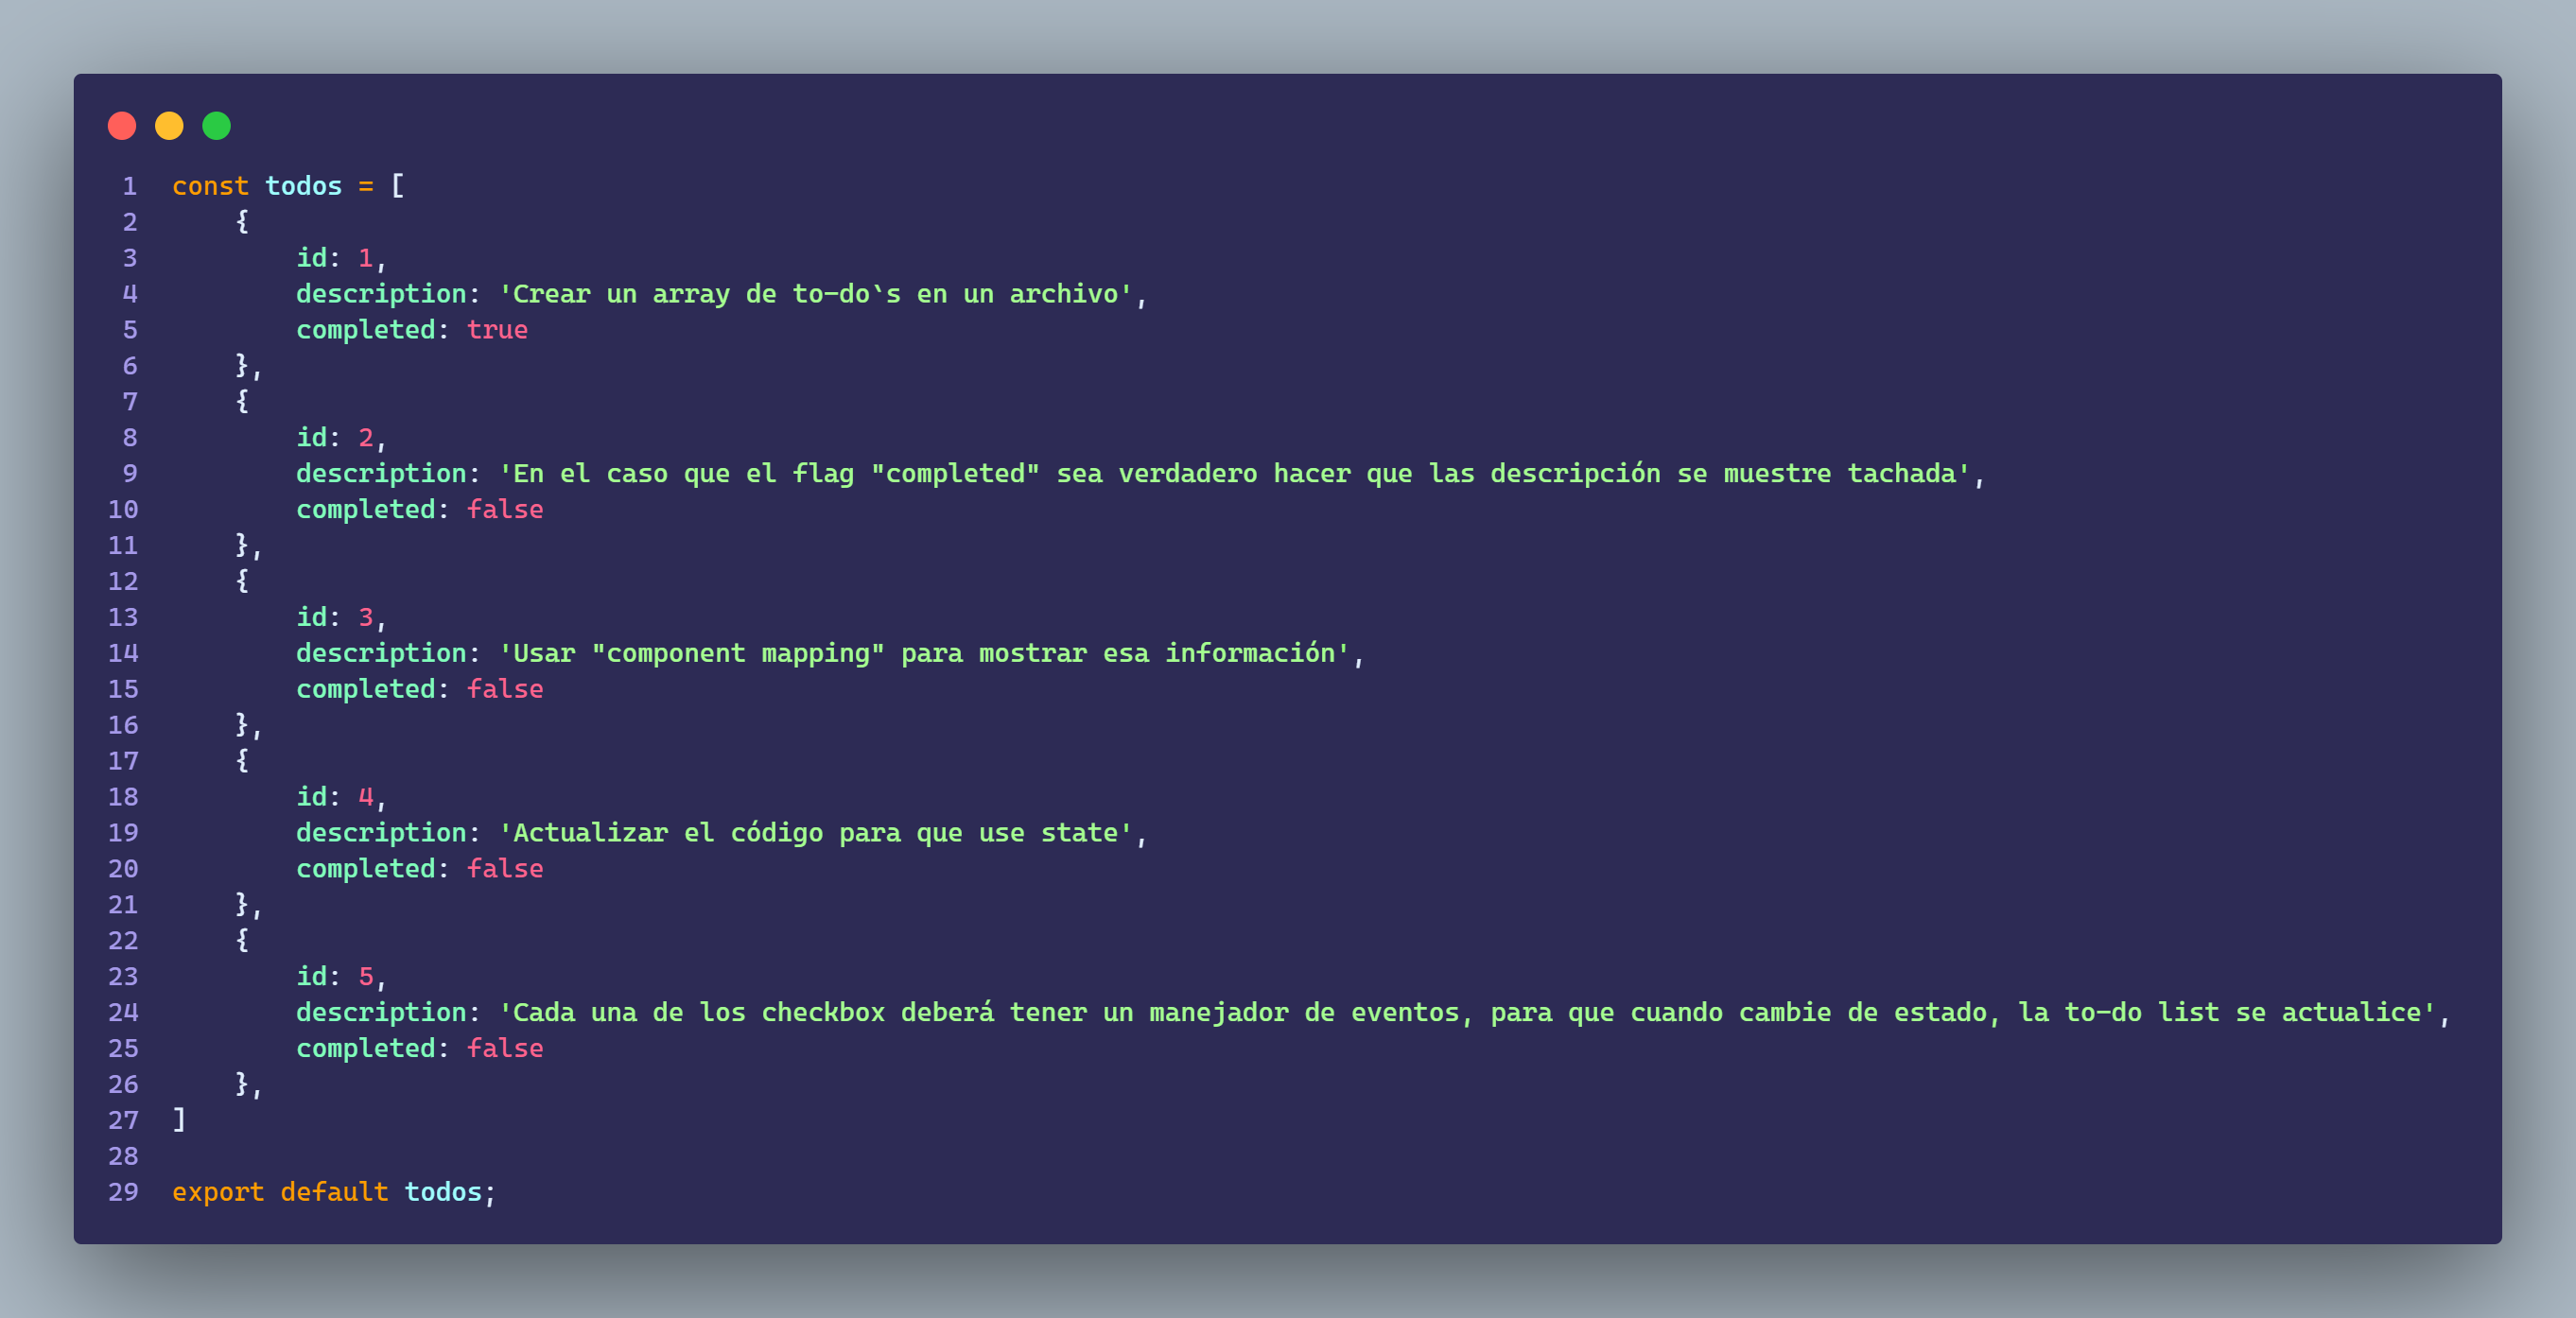 1 const todos = [
2 {
3 id: 1,
4 description: 'Crear un array de to-do`s en un archivo',
5 completed: true
6 },
7 {
8 id: 2,
9 description: 'En el caso que el flag "completed" sea verdadero hacer que las descripción se muestre tachada',
10 completed: false
11 },
12 {
13 id: 3,
14 description: 'Usar "component mapping" para mostrar esa información',
15 completed: false
16 },
17 {
18 id: 4,
19 description: 'Actualizar el código para que use state',
20 completed: false
21 },
22 {
23 id: 5,
24 description: 'Cada una de los checkbox deberá tener un manejador de eventos, para que cuando cambie de estado, la to-do list se actualice',
25 completed: false
26 },
27 ]
28
29 export default todos;